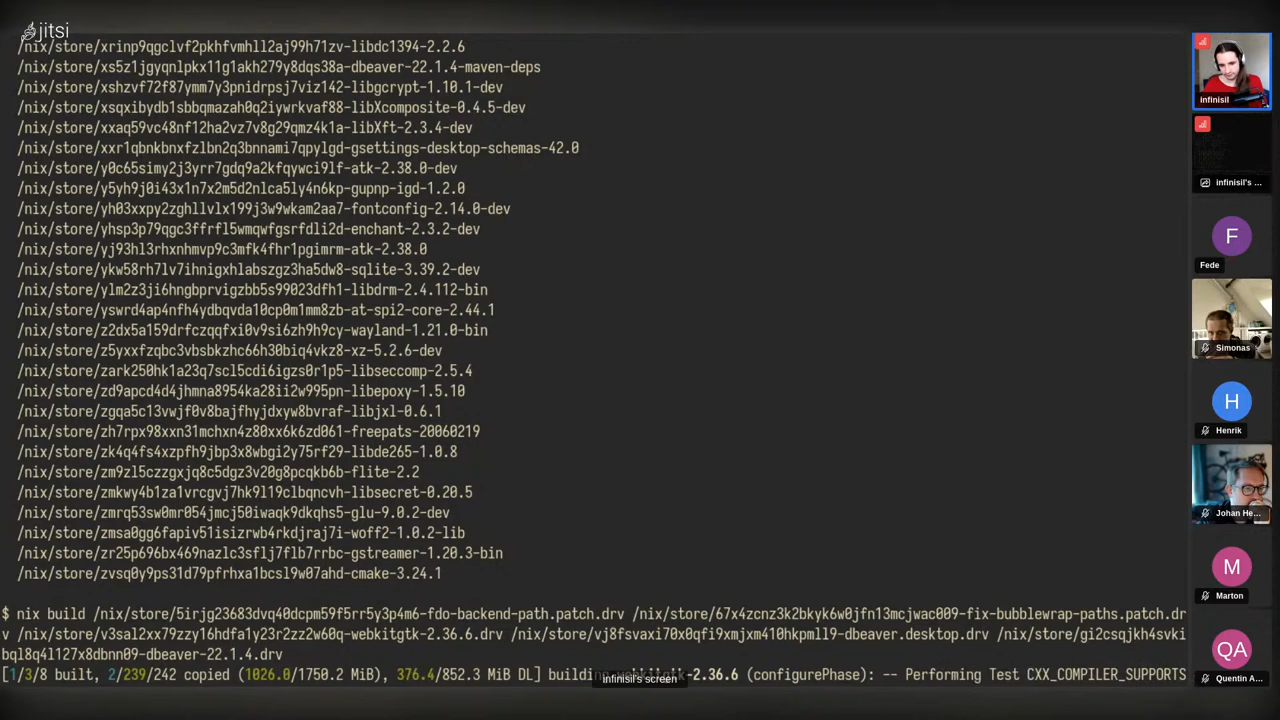 jitsi
/nix/store/xrinp9qgclvf2pkhfvmhll2aj99h71zv-libdc1394-2.2.6
/nix/store/xs5z1jgyqnlpkx11g1akh279y8dqs38a-dbeaver-22.1.4-maven-deps
/nix/store/xshzvf72f87ymm7y3pnidrpsj7viz142-libgcrypt-1.10.1-dev
/nix/store/xsqxibydb1sbbqmazah0q2iywrkvaf88-libXcomposite-0.4.5-dev
/nix/store/xxaq59vc48nf12ha2vz7v8g29qmz4k1a-libXft-2.3.4-dev
/nix/store/xxr1qbnkbnxfzlbn2q3bnnami7qpylgd-gsettings-desktop-schemas-42.0
/nix/store/y0c65simy2j3yrr7gdq9a2kfqywci9lf-atk-2.38.0-dev
/nix/store/y5yh9j0i43x1n7x2m5d2nlca5ly4n6kp-gupnp-igd-1.2.0
/nix/store/yh03xxpy2zghllvlx199j3w9wkam2aa7-fontconfig-2.14.0-dev
/nix/store/yhsp3p79qgc3ffrfl5wmqwfgsrfdli2d-enchant-2.3.2-dev
/nix/store/yj93hl3rhxnhmvp9c3mfk4fhr1pgimrm-atk-2.38.0
/nix/store/ykw58rh7lv7ihnigxhlabszgz3ha5dw8-sqlite-3.39.2-dev
/nix/store/ylm2z3ji6hngbprvigzbb5s99023dfh1-libdrm-2.4.112-bin
/nix/store/yswrd4ap4nfh4ydbqvda10cp0m1mm8zb-at-spi2-core-2.44.1
/nix/store/z2dx5a159drfczqqfxi0v9si6zh9h9cy-wayland-1.21.0-bin
/nix/store/z5yxxfzqbc3vbsbkzhc66h30biq4vkz8-xz-5.2.6-dev
/nix/store/zark250hk1a23q7scl5cdi6igzs0r1p5-libseccomp-2.5.4
/nix/store/zd9apcd4d4jhmna8954ka28ii2w995pn-libepoxy-1.5.10
/nix/store/zgqa5c13vwjf0v8bajfhyjdxyw8bvraf-libjxl-0.6.1
/nix/store/zh7rpx98xxn31mchxn4z80xx6k6zd061-freepats-20060219
/nix/store/zk4q4fs4xzpfh9jbp3x8wbgi2y75rf29-libde265-1.0.8
/nix/store/zm9zl5czzgxjq8c5dgz3v20g8pcqkb6b-flite-2.2
/nix/store/zmkwy4b1za1vrcgvj7hk9l19clbqncvh-libsecret-0.20.5
/nix/store/zmrq53sw0mr054jmcj50iwaqk9dkqhs5-glu-9.0.2-dev
/nix/store/zmsa0gg6fapiv51isizrwb4rkdjraj7i-woff2-1.0.2-lib
/nix/store/zr25p696bx469nazlc3sflj7flb7rrbc-gstreamer-1.20.3-bin
/nix/store/zvsq0y9ps31d79pfrhxa1bcsl9w07ahd-cmake-3.24.1
$ nix build /nix/store/5irjg23683dvq40dcpm59f5rr5y3p4m6-fdo-backend-path.patch.drv /nix/store/67x4zcnz3k2bkyk6w0jfn13mcjwac009-fix-bubblewrap-paths.patch.dr
v /nix/store/v3sal2xx79zzy16hdfa1y23r2zz2w60q-webkitgtk-2.36.6.drv /nix/store/vj8fsvaxi70x0qfi9xmjxm410hkpmll9-dbeaver.desktop.drv /nix/store/gi2csqjkh4svki
bql8q4l127x8dbnn09-dbeaver-22.1.4.drv
[1/3/8 built, 2/239/242 copied (1026.0/1750.2 MiB), 376.4/852.3 MiB DL] building webkitgtk-2.36.6 (configurePhase): -- Performing Test CXX_COMPILER_SUPPORTS
infinisil's screen
infinisil
infinisil's ...
F
Fede
Simonas
H
Henrik
Johan He...
M
Marton
QA
Quentin A...